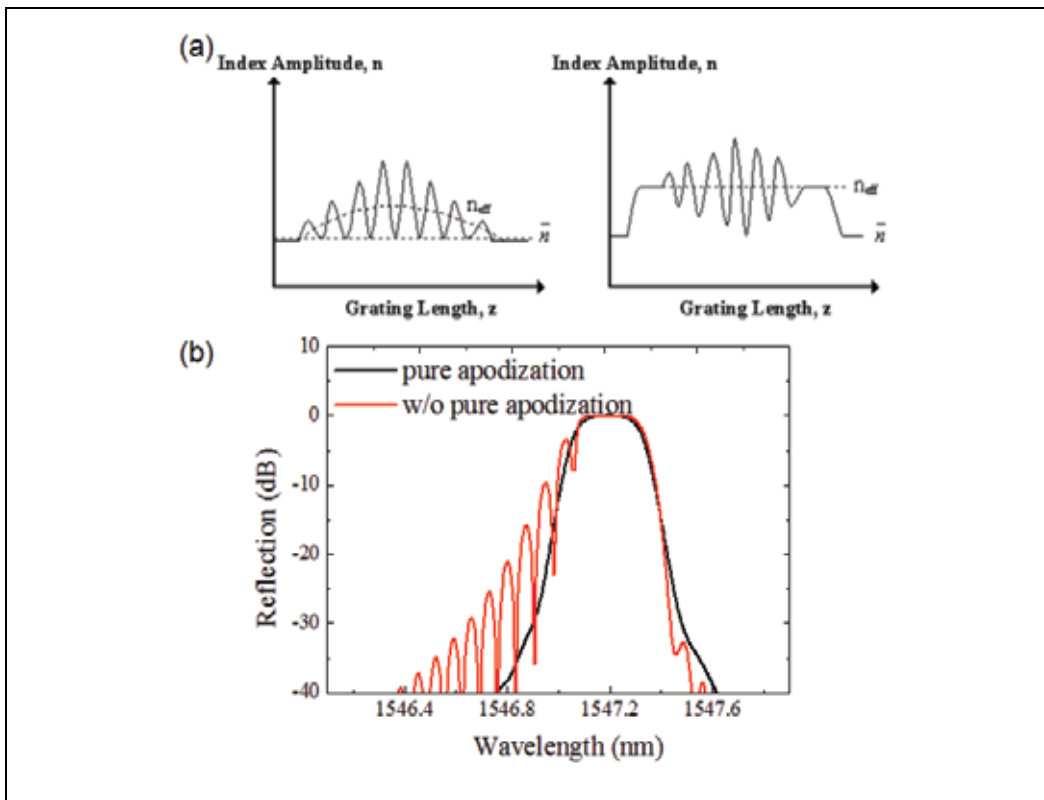 (a)
Index Amplitude, n
n_eff
n̄
Grating Length, z
Index Amplitude, n
n_eff
n̄
Grating Length, z
(b)
pure apodization
w/o pure apodization
Reflection (dB)
10
0
-10
-20
-30
-40
1546.4 1546.8 1547.2 1547.6
Wavelength (nm)